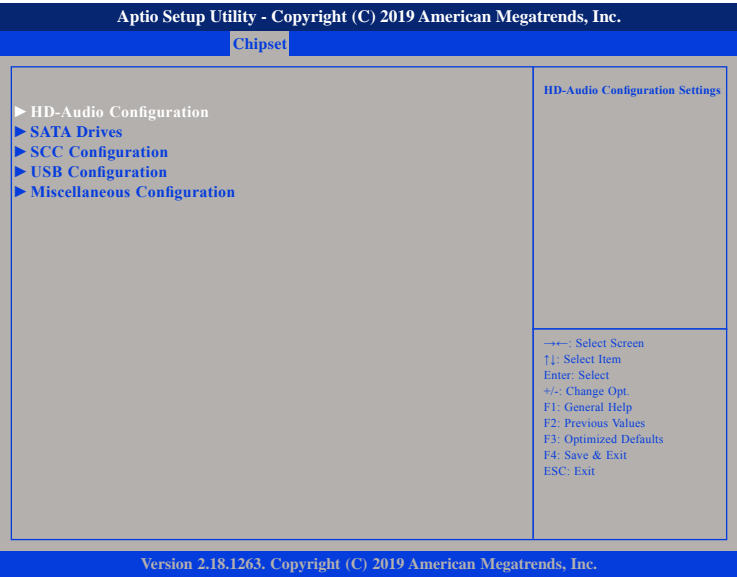 Aptio Setup Utility - Copyright (C) 2019 American Megatrends, Inc.
Chipset
►HD-Audio Configuration
►SATA Drives
►SCC Configuration
►USB Configuration
►Miscellaneous Configuration
HD-Audio Configuration Settings
→←: Select Screen
↑↓: Select Item
Enter: Select
+/-: Change Opt.
F1: General Help
F2: Previous Values
F3: Optimized Defaults
F4: Save & Exit
ESC: Exit
Version 2.18.1263. Copyright (C) 2019 American Megatrends, Inc.